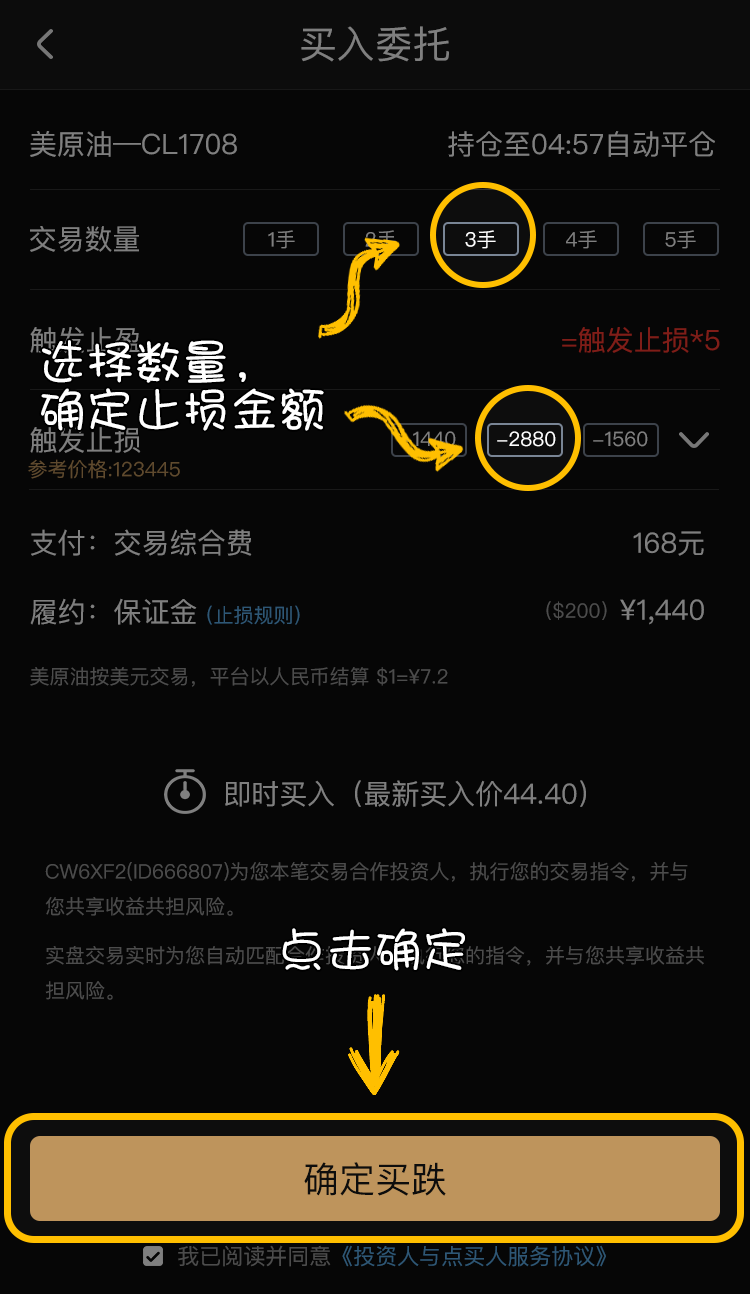 买入委托
美原油—CL1708 持仓至04:57自动平仓
交易数量 1手 2手 3手 4手 5手
触发止盈 =触发止损*5
选择数量,
确定止损金额
触发止损 -1440 -2880 -1560
参考价格:123445
支付：交易综合费 168元
履约：保证金 (止损规则) ($200) ¥1,440
美原油按美元交易，平台以人民币结算 $1=¥7.2
即时买入（最新买入价44.40）
CW6XF2(ID666807)为您本笔交易合作投资人，执行您的交易指令，并与
您共享收益共担风险。
点击确定
实盘交易实时为您自动匹配合作投资人，执行您的指令，并与您共享收益共
担风险。
确定买跌
我已阅读并同意《投资人与点买人服务协议》